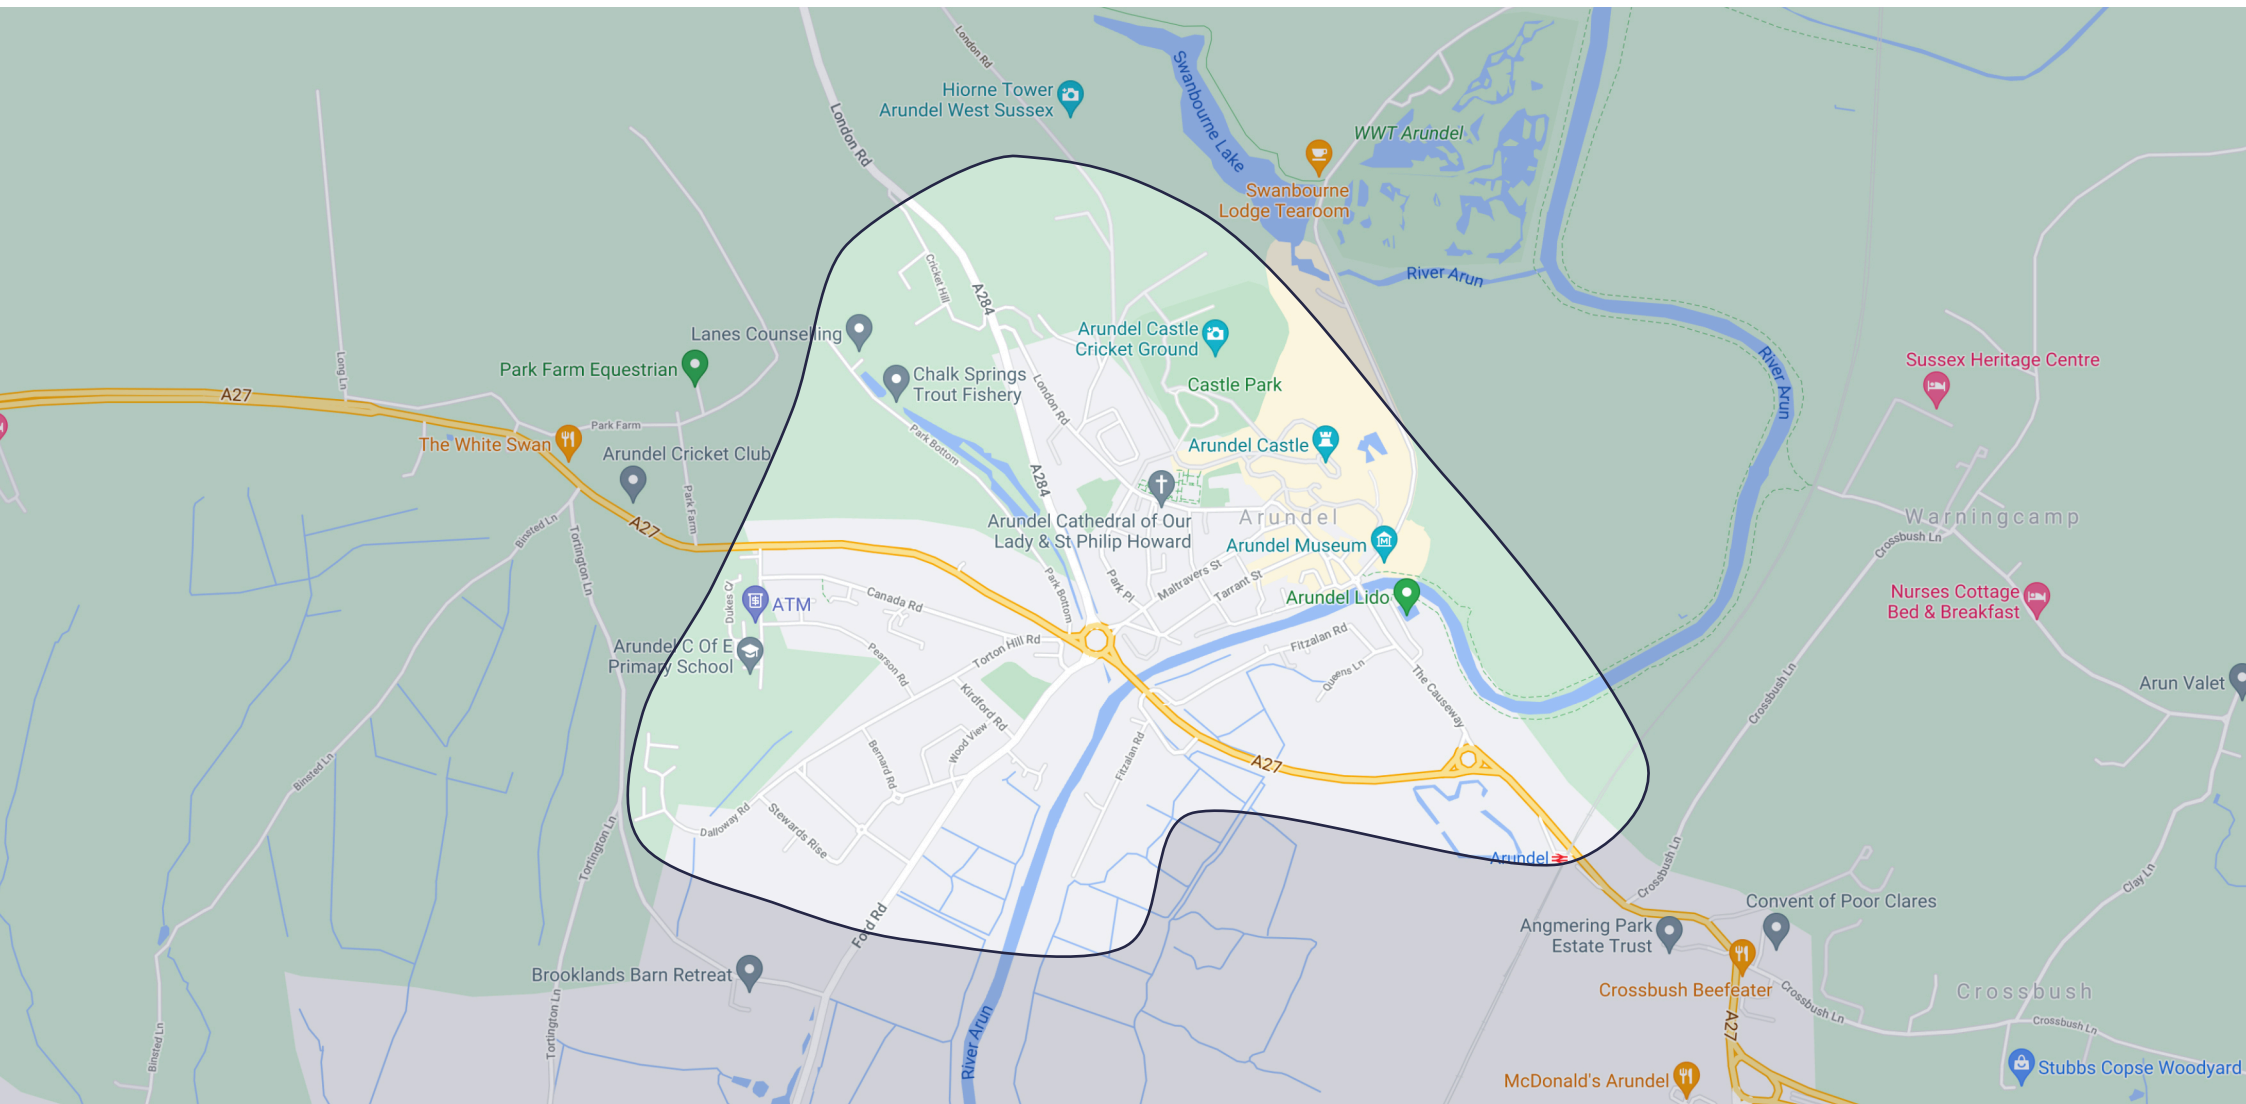 London Rd
Hiorne Tower
Arundel West Sussex
London Rd
Swanbourne Lake
WWT Arundel
Swanbourne
Lodge Tearoom
River Arun
Cricket Hill
A284
Lanes Counselling
Arundel Castle
Cricket Ground
River Arun
Sussex Heritage Centre
Long Ln
Park Farm Equestrian
Chalk Springs
Trout Fishery
London Rd
Castle Park
A27
Park Farm
The White Swan
Arundel Cricket Club
Park Bottom
Arundel Castle
A284
Park Farm
A27
Binsted Ln
Tortington Ln
Arundel Cathedral of Our
Lady & St Philip Howard
Arundel
Arundel Museum
Warningcamp
Crossbush Ln
Dukes Cl
ATM
Canada Rd
Park Bottom
Park Pl
Maltravers St
Tarrant St
Arundel Lido
Nurses Cottage
Bed & Breakfast
Arundel C Of E
Primary School
Pearson Rd
Torton Hill Rd
Fitzalan Rd
Queens Ln
The Causeway
Crossbush Ln
Arun Valet
Kirdford Rd
Wood View
Bernard Rd
Fitzalan Rd
A27
Binsted Ln
Dalloway Rd
Stewards Rise
Tortington Ln
Arundel
Crossbush Ln
Clay Ln
Ford Rd
Convent of Poor Clares
Angmering Park
Estate Trust
Brooklands Barn Retreat
Crossbush Beefeater
Crossbush Ln
Crossbush
Crossbush Ln
Binsted Ln
Tortington Ln
River Arun
A27
McDonald's Arundel
Stubbs Copse Woodyard